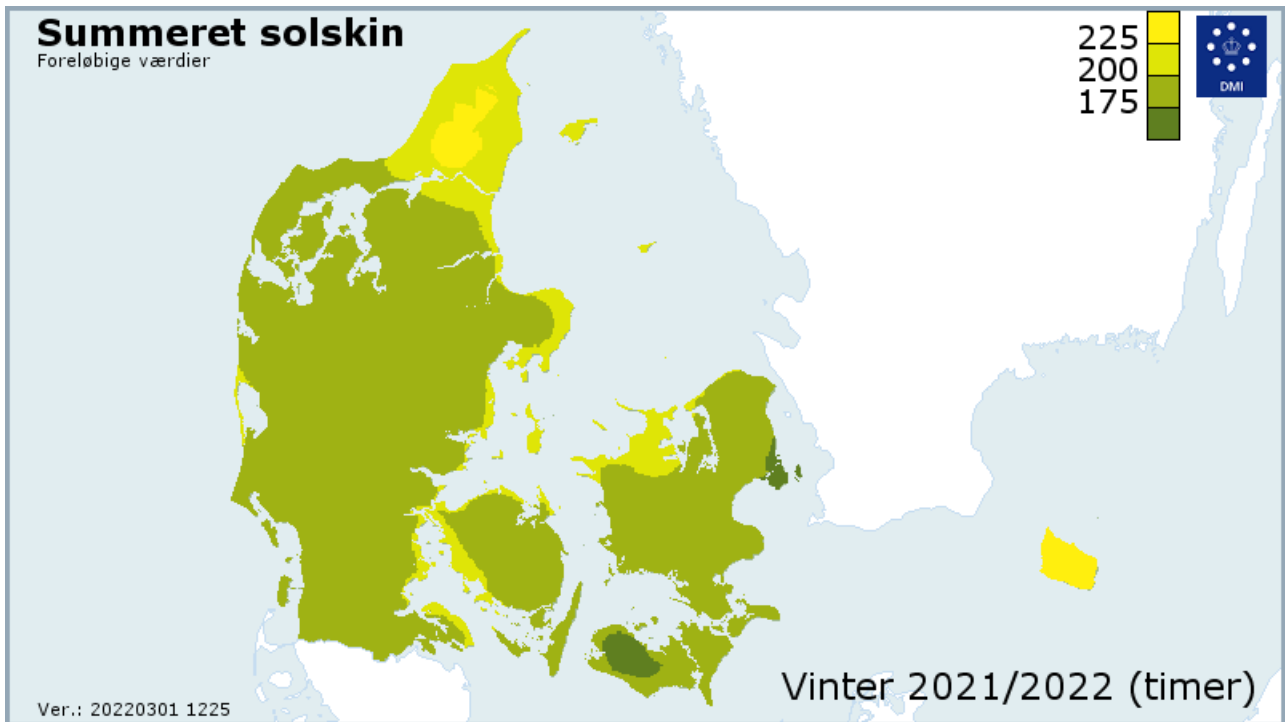 Summeret solskin
Foreløbige værdier
225
200
175
DMI
Vinter 2021/2022 (timer)
Ver.: 20220301 1225